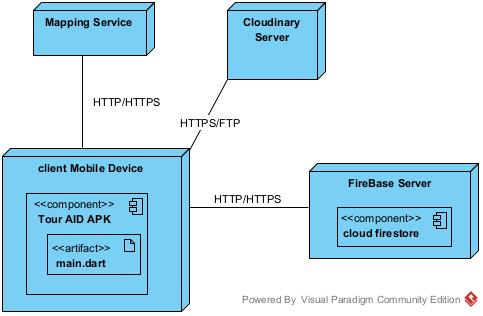 Mapping Service
Cloudinary
Server
HTTP/HTTPS
HTTPS/FTP
client Mobile Device
<<component>>
Tour AID APK
<<artifact>>
main.dart
HTTP/HTTPS
FireBase Server
<<component>>
cloud firestore
Powered By Visual Paradigm Community Edition